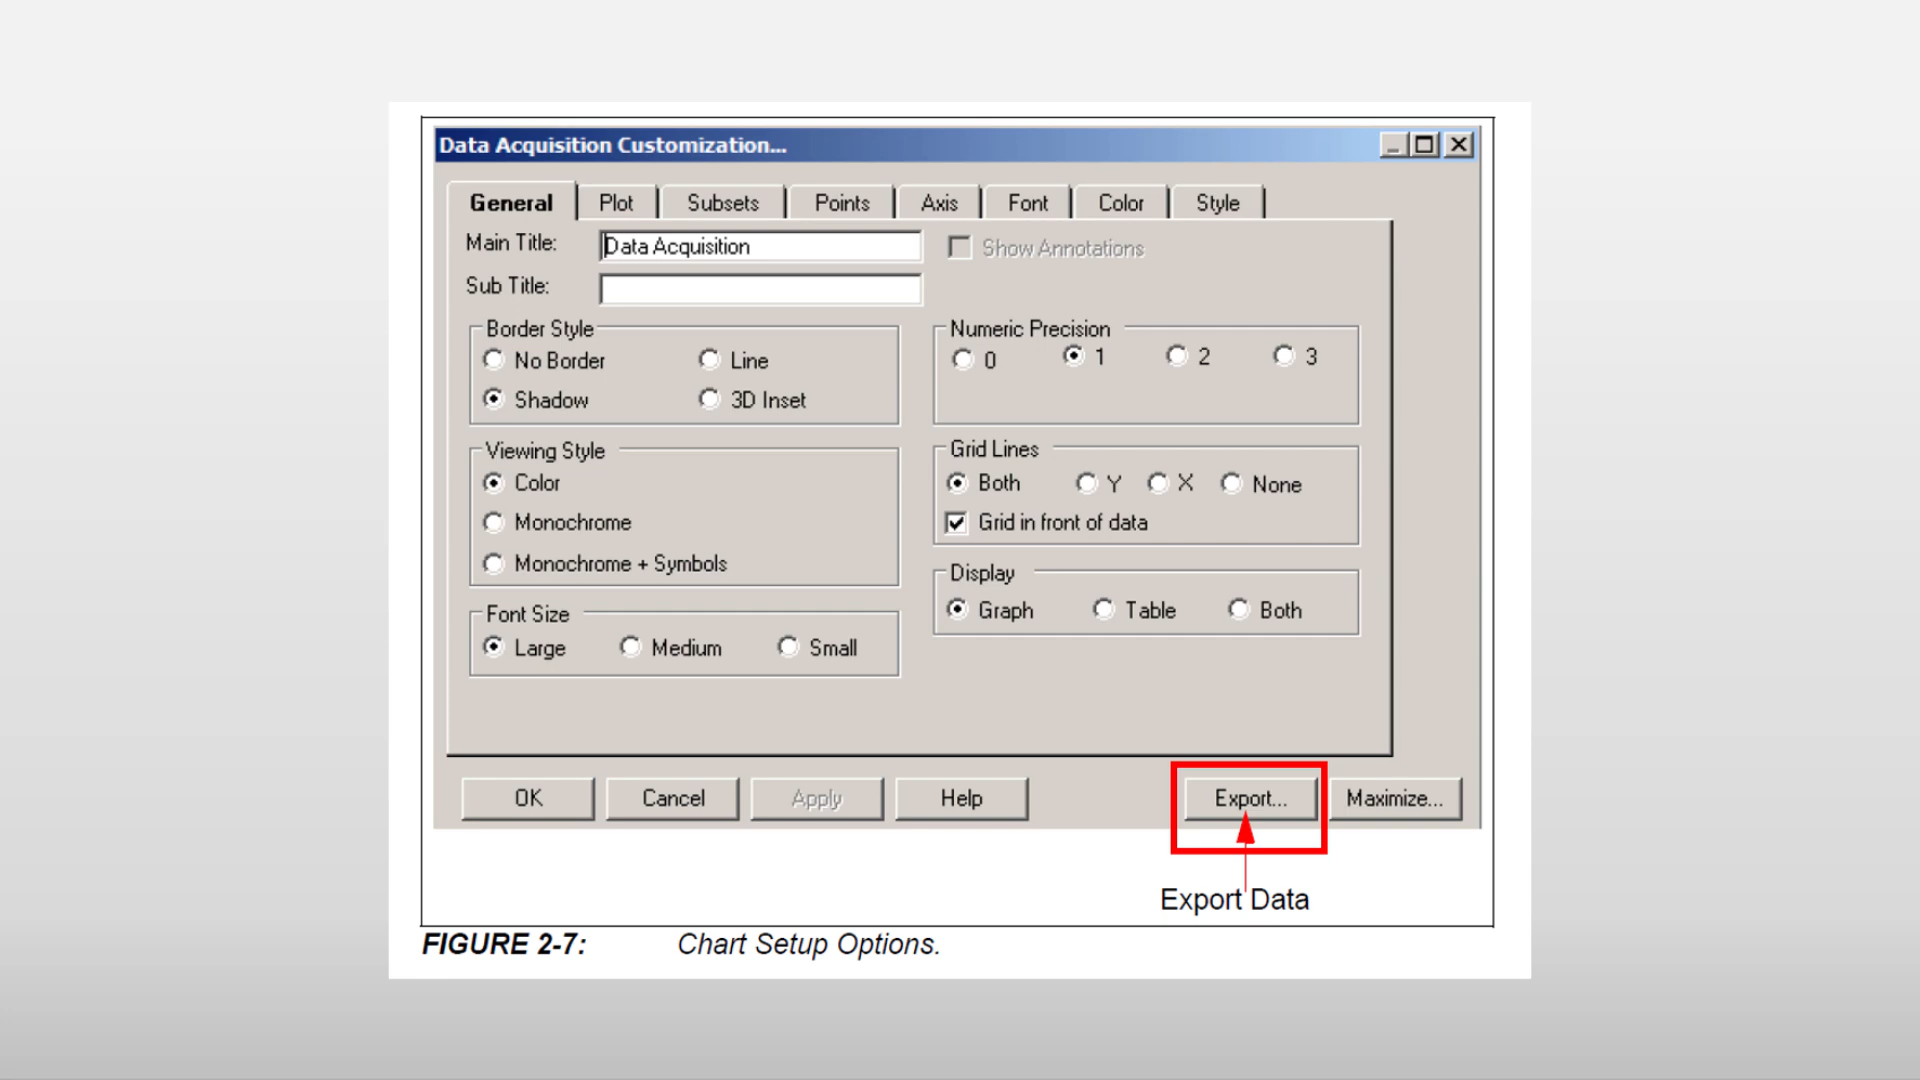 Data Acquisition Customization...
General Plot Subsets Points Axis Font Color Style
Main Title: Data Acquisition Show Annotations
Sub Title:
Border Style
No Border Line
Shadow 3D Inset
Numeric Precision
0 1 2 3
Viewing Style
Color
Monochrome
Monochrome + Symbols
Grid Lines
Both Y X None
Grid in front of data
Font Size
Large Medium Small
Display
Graph Table Both
OK Cancel Apply Help Export... Maximize...
Export Data
FIGURE 2-7: Chart Setup Options.